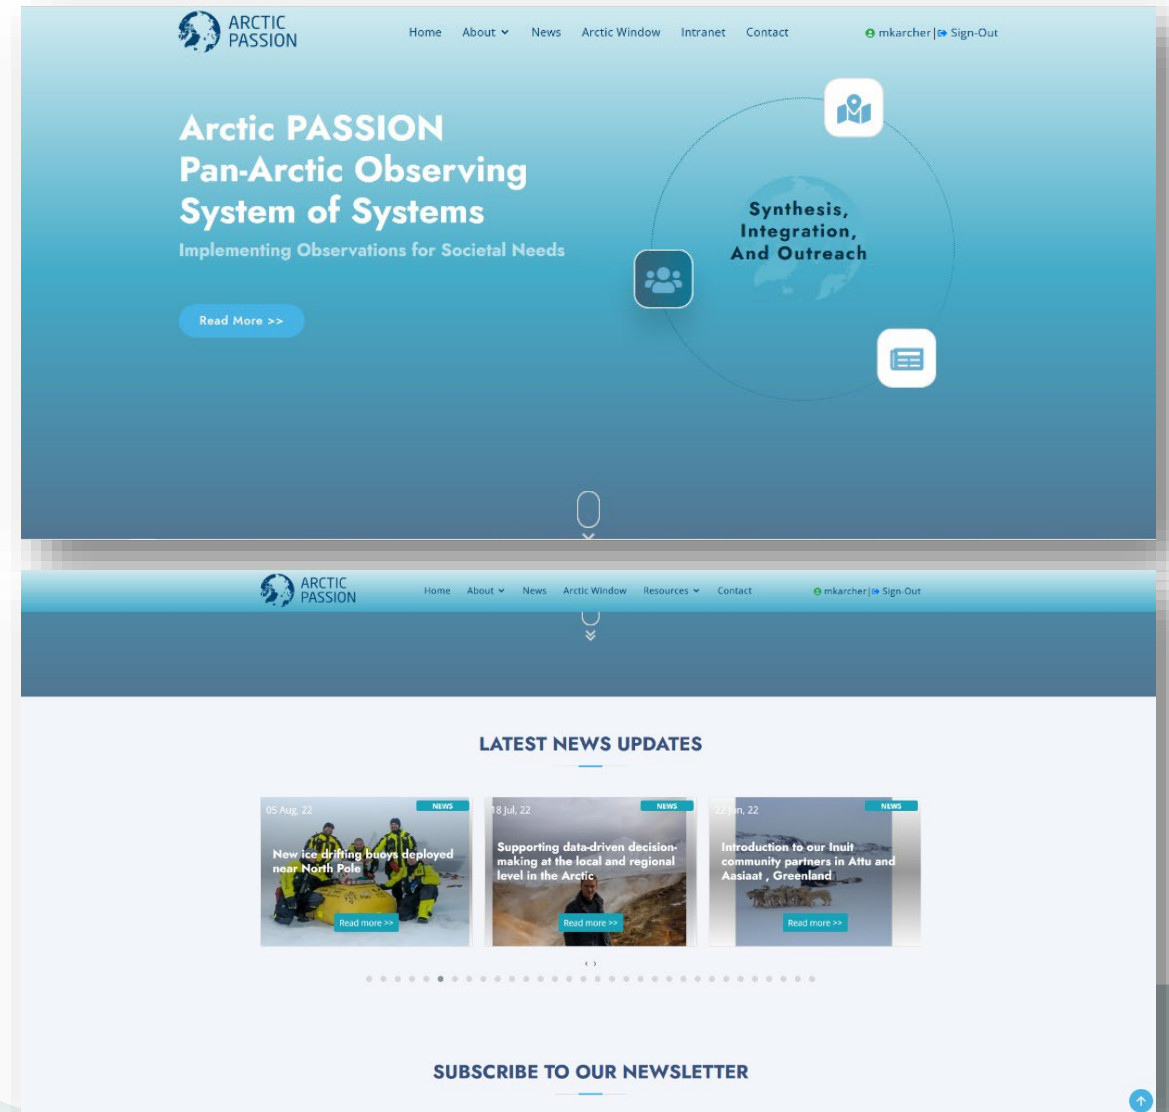 ARCTIC
PASSION
Home About News Arctic Window Intranet Contact mkarcher| Sign-Out
Arctic PASSION
Pan-Arctic Observing
System of Systems
Implementing Observations for Societal Needs
Read More >>
Synthesis,
Integration,
And Outreach
ARCTIC
PASSION
Home About News Arctic Window Resources Contact mkarcher| Sign-Out
LATEST NEWS UPDATES
05 Aug, 22 NEWS
New ice drifting buoys deployed
near North Pole
Read more >>
18 Jul, 22 NEWS
Supporting data-driven decision-
making at the local and regional
level in the Arctic
Read more >>
22 Jun, 22 NEWS
Introduction to our Inuit
community partners in Attu and
Aasiaat , Greenland
Read more >>
‹ ›
SUBSCRIBE TO OUR NEWSLETTER